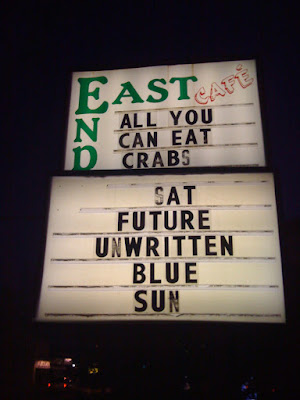 EAST END CAFÉ
ALL YOU
CAN EAT
CRABS
SAT
FUTURE
UNWRITTEN
BLUE
SUN